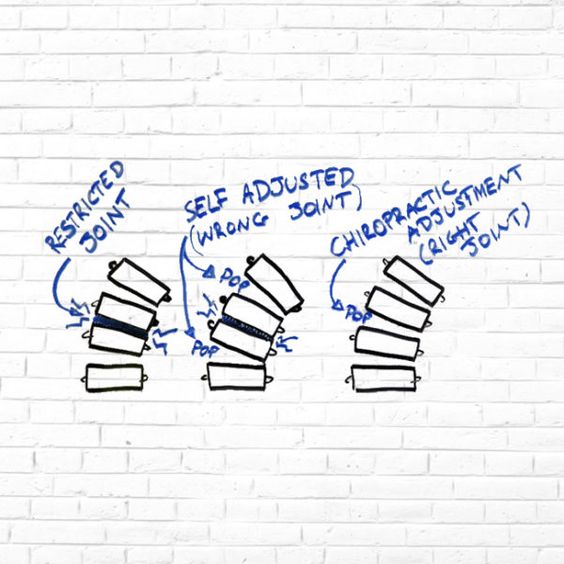 RESTRICTED
JOINT
SELF ADJUSTED
(WRONG JOINT)
POP
POP
CHIROPRACTIC
ADJUSTMENT
(RIGHT
JOINT)
POP